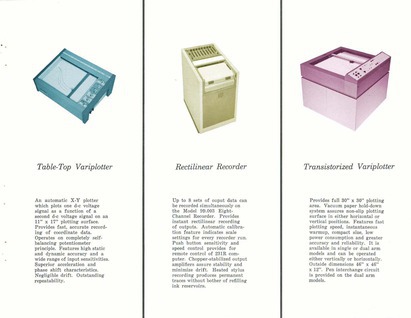 Table-Top Variplotter
An automatic X-Y plotter
which plots one d-c voltage
signal as a function of a
second d-c voltage signal on an
11" x 17" plotting surface.
Provides fast, accurate record-
ing of coordinate data.
Operates on completely self-
balancing potentiometer
principle. Features high static
and dynamic accuracy and a
wide range of input sensitivities.
Superior acceleration and
phase shift characteristics.
Negligible drift. Outstanding
repeatability.
Rectilinear Recorder
Up to 8 sets of ouput data can
be recorded simultaneously on
the Model Eight-
Channel Recorder. Provides
instant rectilinear recording
of outputs. Automatic calibra-
tion feature indicates scale
settings for every recorder run.
Push button sensitivity and
speed control provides for
remote control of 231R com-
puter. Chopper-stabilized output
amplifiers assure stability and
minimize drift. Heated stylus
recording produces permanent
traces without bother of refilling
ink reservoirs.
Transistorized Variplotter
Provides full 30" x 30" plotting
area. Vacuum paper hold-down
system assures non-slip plotting
surface in either horizontal or
vertical positions. Features fast
plotting speed, instantaneous
warmup, compact size, low
power consumption and greater
accuracy and reliability. It is
available in single or dual arm
models and can be operated
either vertically or horizontally.
Outside dimensions 46" x 46"
x 12". Pen interchange circuit
is provided on the dual arm
models.